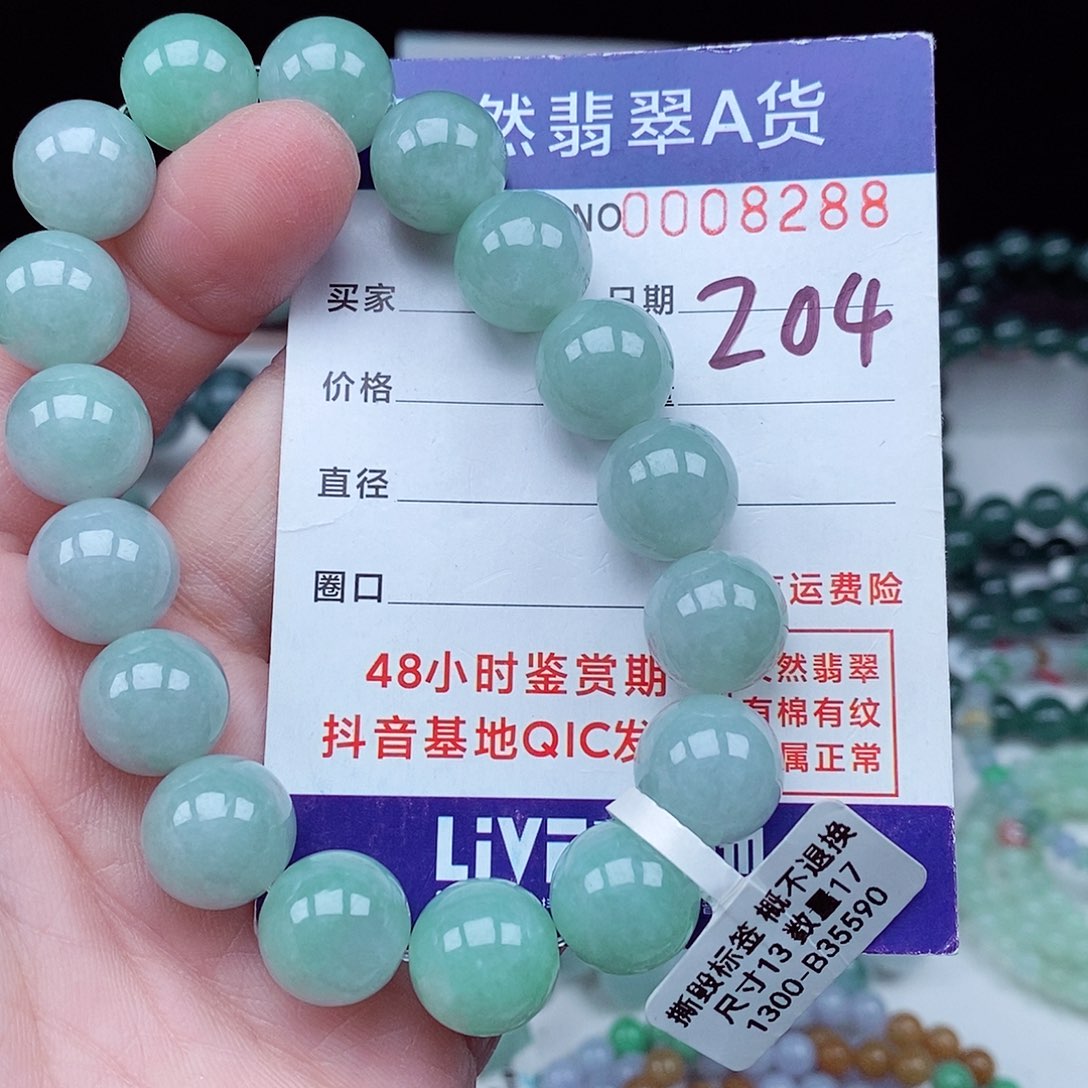 然翡翠A货
NO0008288
买家
日期 204
价格
直径
圈口
运费险
48小时鉴赏期
抖音基地QIC发
然翡翠
有棉有纹
属正常
LiVE
撕毁标签 概不退换
尺寸13 数量17
1300-B35590